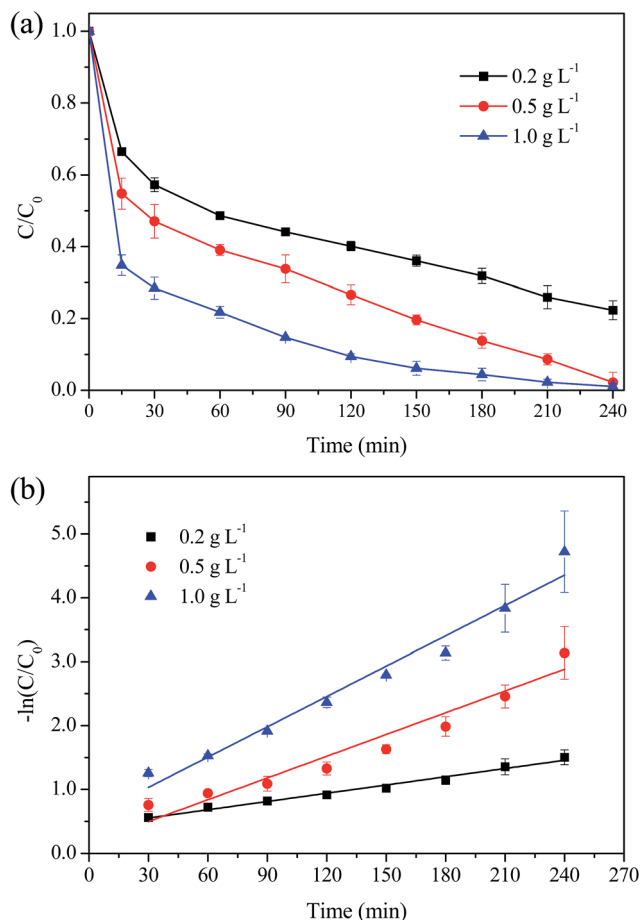 (a)
1.0
0.8
0.6
0.4
0.2
0.0
C/C₀
0.2 g L⁻¹
0.5 g L⁻¹
1.0 g L⁻¹
0 30 60 90 120 150 180 210 240
Time (min)
(b)
5.0
4.0
3.0
2.0
1.0
0.0
-ln(C/C₀)
0.2 g L⁻¹
0.5 g L⁻¹
1.0 g L⁻¹
0 30 60 90 120 150 180 210 240 270
Time (min)